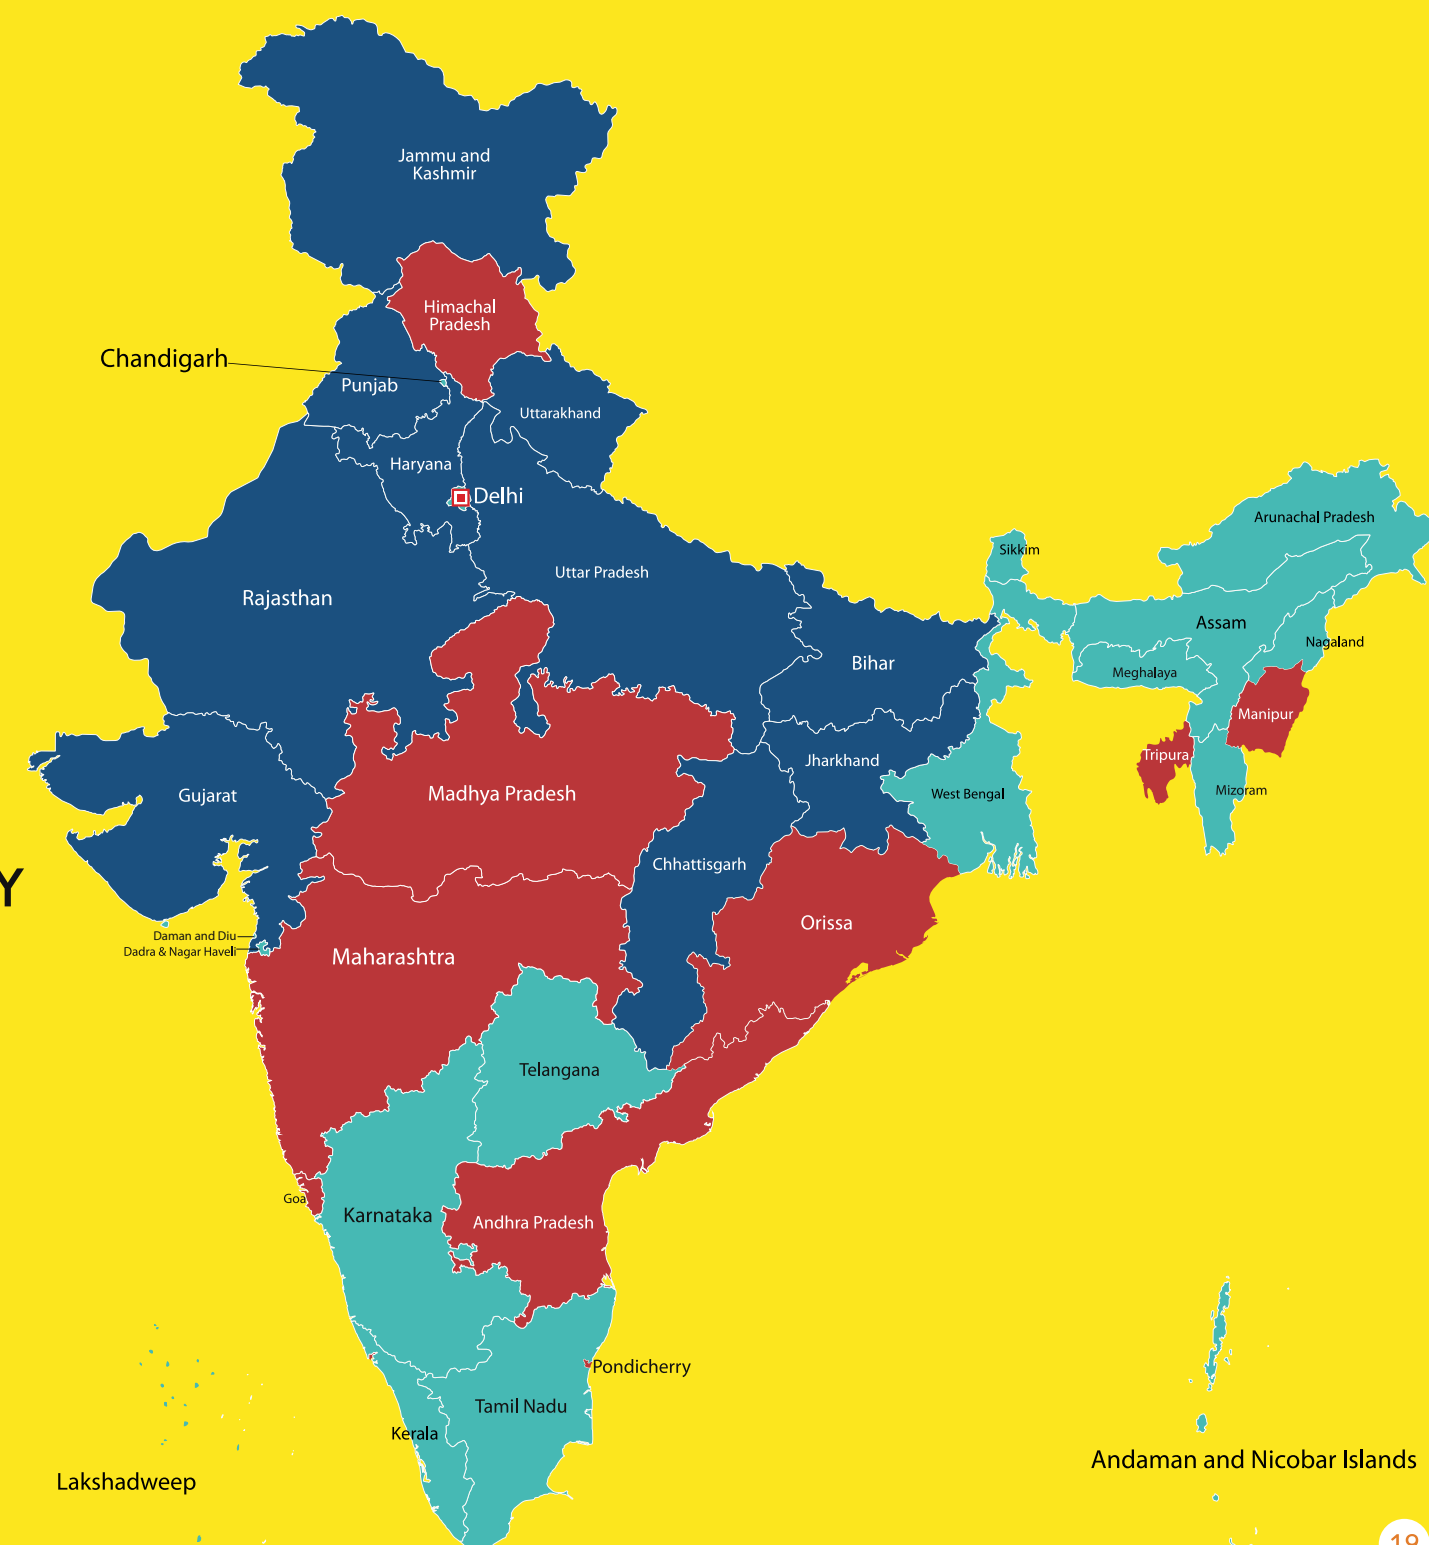 Jammu and
Kashmir
Himachal
Pradesh
Chandigarh
Punjab
Uttarakhand
Haryana
Delhi
Arunachal Pradesh
Sikkim
Uttar Pradesh
Rajasthan
Assam
Nagaland
Bihar
Meghalaya
Manipur
Tripura
Jharkhand
Mizoram
West Bengal
Gujarat
Madhya Pradesh
Chhattisgarh
Y
Orissa
Daman and Diu
Dadra & Nagar Haveli
Maharashtra
Telangana
Goa
Karnataka
Andhra Pradesh
Pondicherry
Tamil Nadu
Kerala
Andaman and Nicobar Islands
Lakshadweep
19